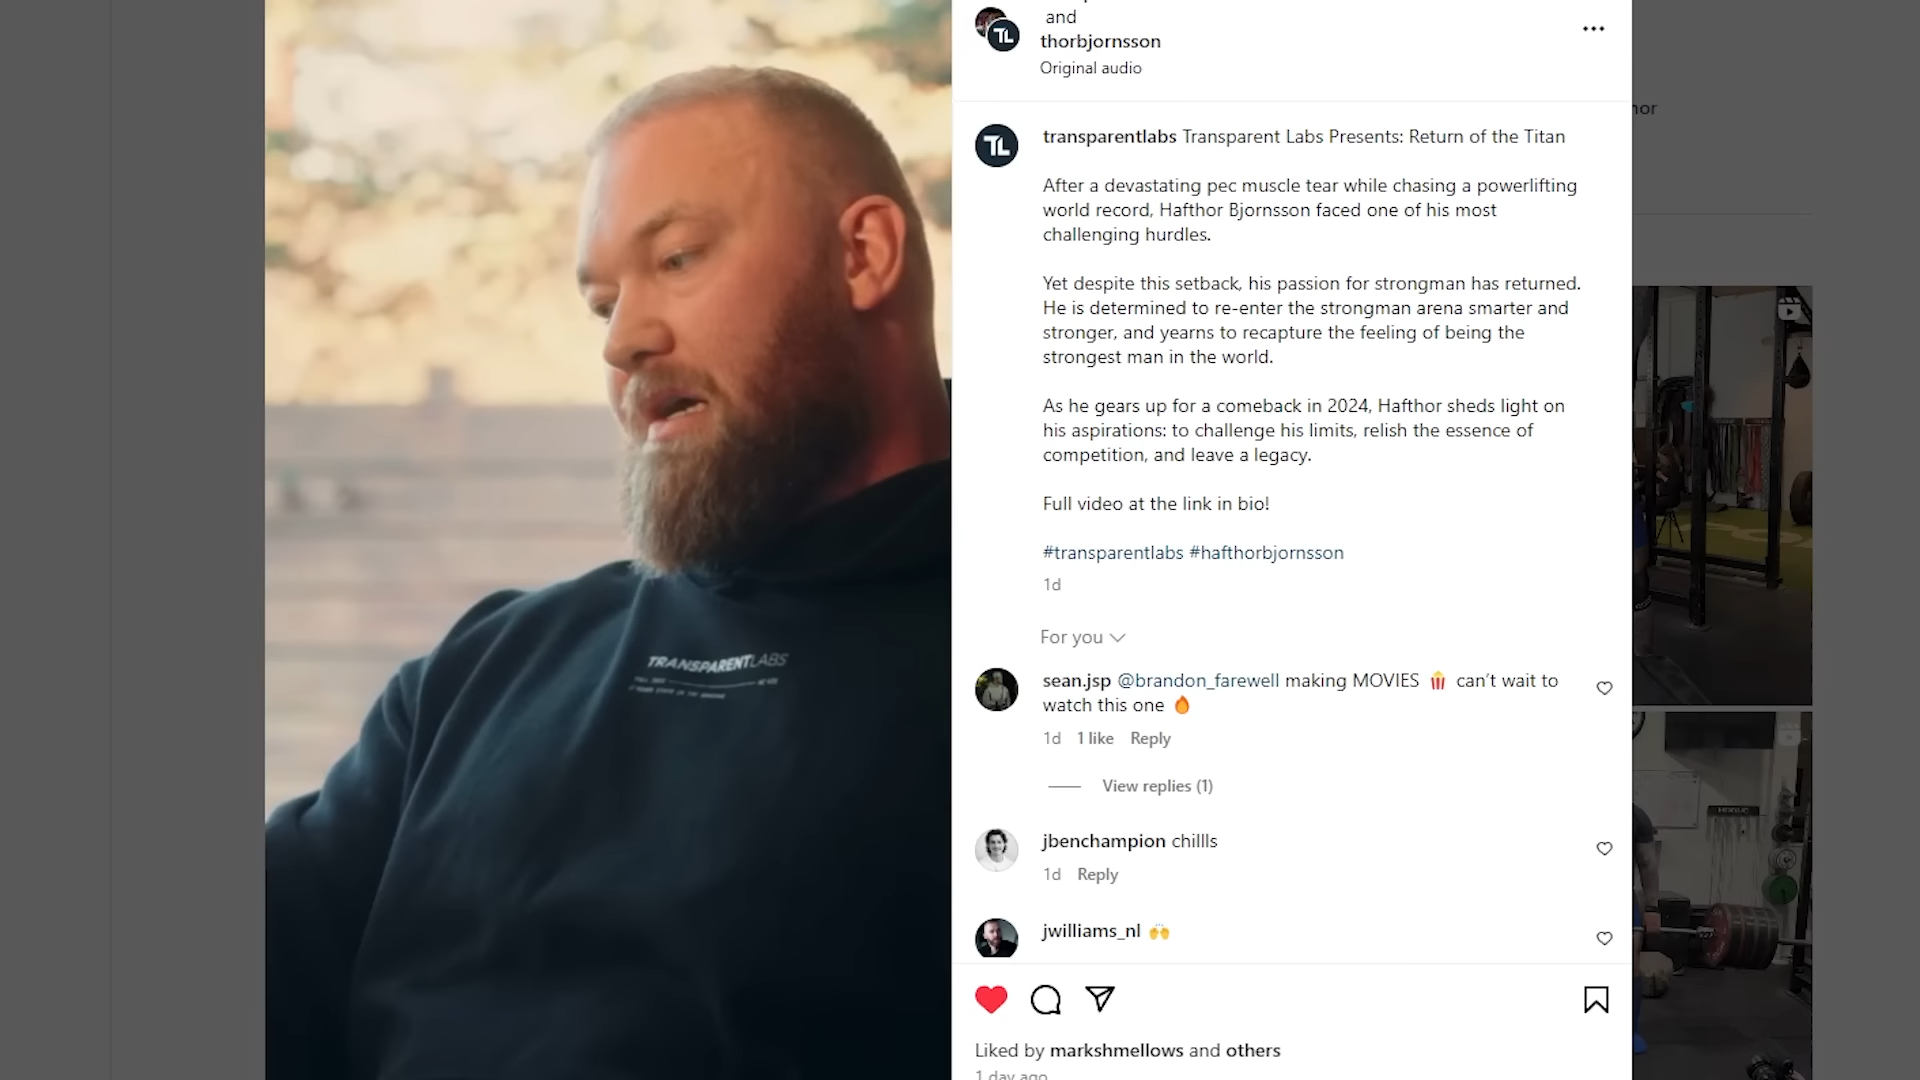 and
thorbjornsson
Original audio
TL
TL
transparentlabs Transparent Labs Presents: Return of the Titan
After a devastating pec muscle tear while chasing a powerlifting
world record, Hafthor Bjornsson faced one of his most
challenging hurdles.
Yet despite this setback, his passion for strongman has returned.
He is determined to re-enter the strongman arena smarter and
stronger, and yearns to recapture the feeling of being the
strongest man in the world.
As he gears up for a comeback in 2024, Hafthor sheds light on
his aspirations: to challenge his limits, relish the essence of
competition, and leave a legacy.
Full video at the link in bio!
#transparentlabs #hafthorbjornsson
1d
For you
sean.jsp @brandon_farewell making MOVIES 🍿 can't wait to
watch this one 🔥
1d 1 like Reply
View replies (1)
jbenchampion chillls
1d Reply
jwilliams_nl 🙌
Liked by markshmellows and others
1 day ago
TRANSPARENTLABS